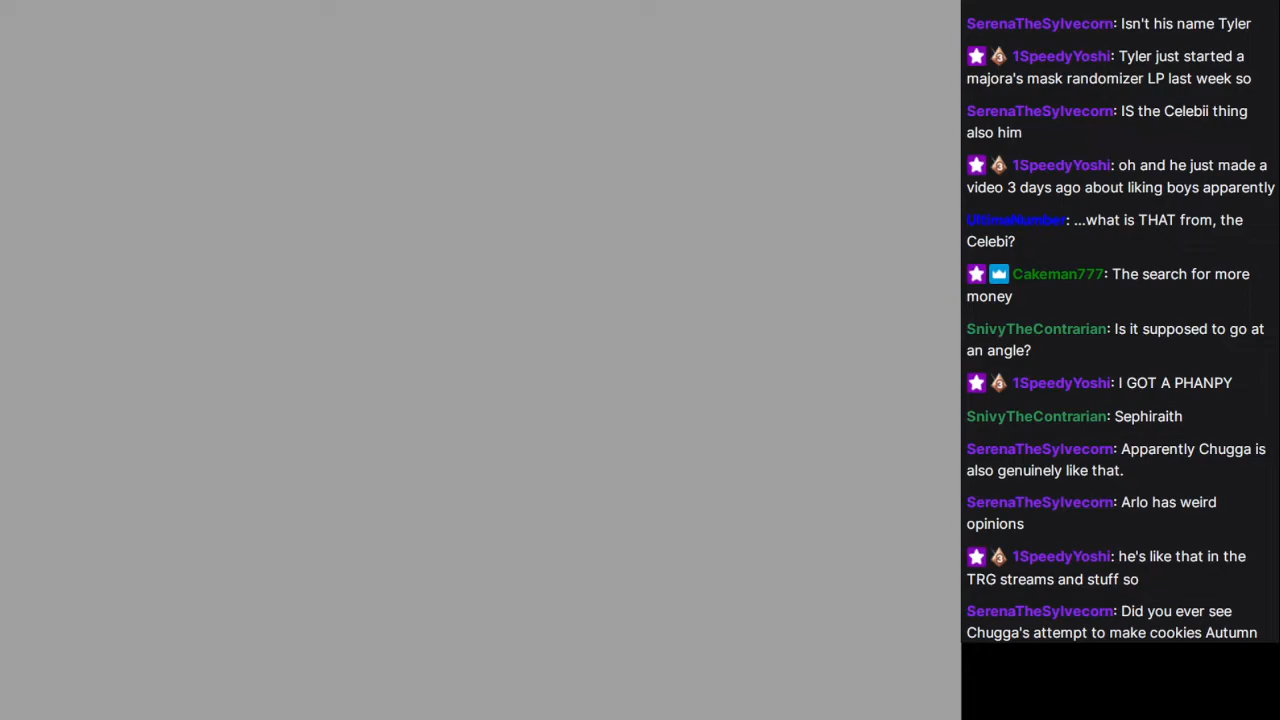 SerenaTheSylvecorn: Isn't his name Tyler
1SpeedyYoshi: Tyler just started a
majora's mask randomizer LP last week so
SerenaTheSylvecorn: IS the Celebii thing
also him
1SpeedyYoshi: oh and he just made a
video 3 days ago about liking boys apparently
UltimaNumber: ...what is THAT from, the
Celebi?
Cakeman777: The search for more
money
SnivyTheContrarian: Is it supposed to go at
an angle?
1SpeedyYoshi: I GOT A PHANPY
SnivyTheContrarian: Sephiraith
SerenaTheSylvecorn: Apparently Chugga is
also genuinely like that.
SerenaTheSylvecorn: Arlo has weird
opinions
1SpeedyYoshi: he's like that in the
TRG streams and stuff so
SerenaTheSylvecorn: Did you ever see
Chugga's attempt to make cookies Autumn